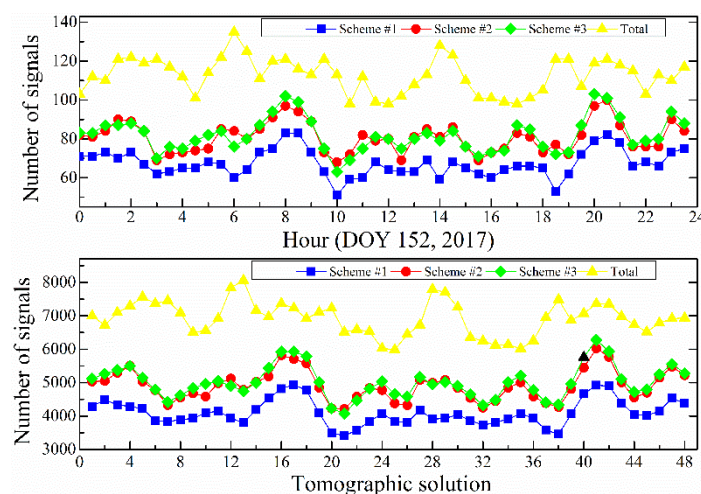 Scheme #1 Scheme #2 Scheme #3 Total
Number of signals
140
120
100
80
60
0 2 4 6 8 10 12 14 16 18 20 22 24
Hour (DOY 152, 2017)
Scheme #1 Scheme #2 Scheme #3 Total
Number of signals
8000
7000
6000
5000
4000
3000
0 4 8 12 16 20 24 28 32 36 40 44 48
Tomographic solution